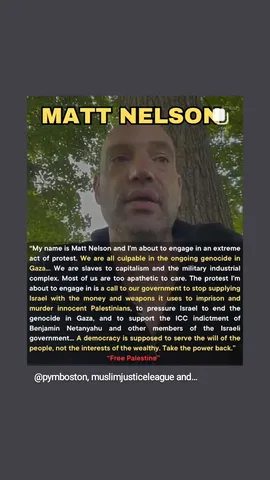 MATT NELSON
"My name is Matt Nelson and I'm about to engage in an extreme
act of protest. We are all culpable in the ongoing genocide in
Gaza... We are slaves to capitalism and the military industrial
complex. Most of us are too apathetic to care. The protest I'm
about to engage in is a call to our government to stop supplying
Israel with the money and weapons it uses to imprison and
murder innocent Palestinians, to pressure Israel to end the
genocide in Gaza, and to support the ICC indictment of
Benjamin Netanyahu and other members of the Israeli
government... A democracy is supposed to serve the will of the
people, not the interests of the wealthy. Take the power back."
"Free Palestine"
@pymboston, muslimjusticeleague and...